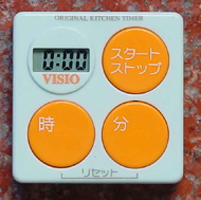 ORIGINAL KITCHEN TIMER
0:00
VISIO
スタート
ストップ
時
分
リセット